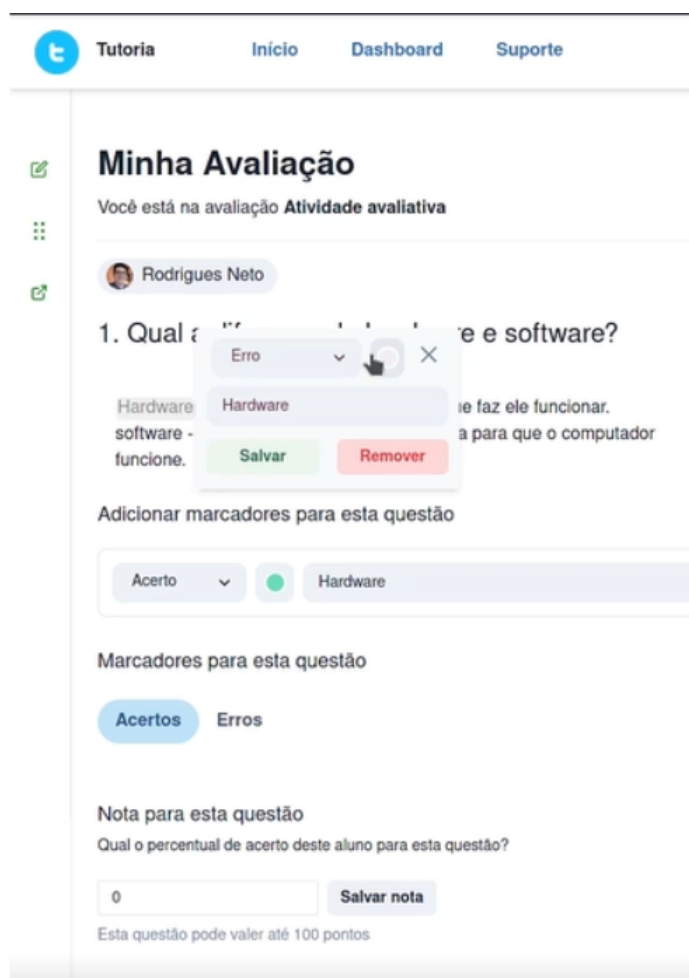 Tutoria Início Dashboard Suporte
Minha Avaliação
Você está na avaliação Atividade avaliativa
Rodrigues Neto
1. Qual a e e software?
Erro
Hardware
Hardware
e faz ele funcionar.
software - a para que o computador
funcione.
Salvar Remover
Adicionar marcadores para esta questão
Acerto Hardware
Marcadores para esta questão
Acertos Erros
Nota para esta questão
Qual o percentual de acerto deste aluno para esta questão?
0 Salvar nota
Esta questão pode valer até 100 pontos